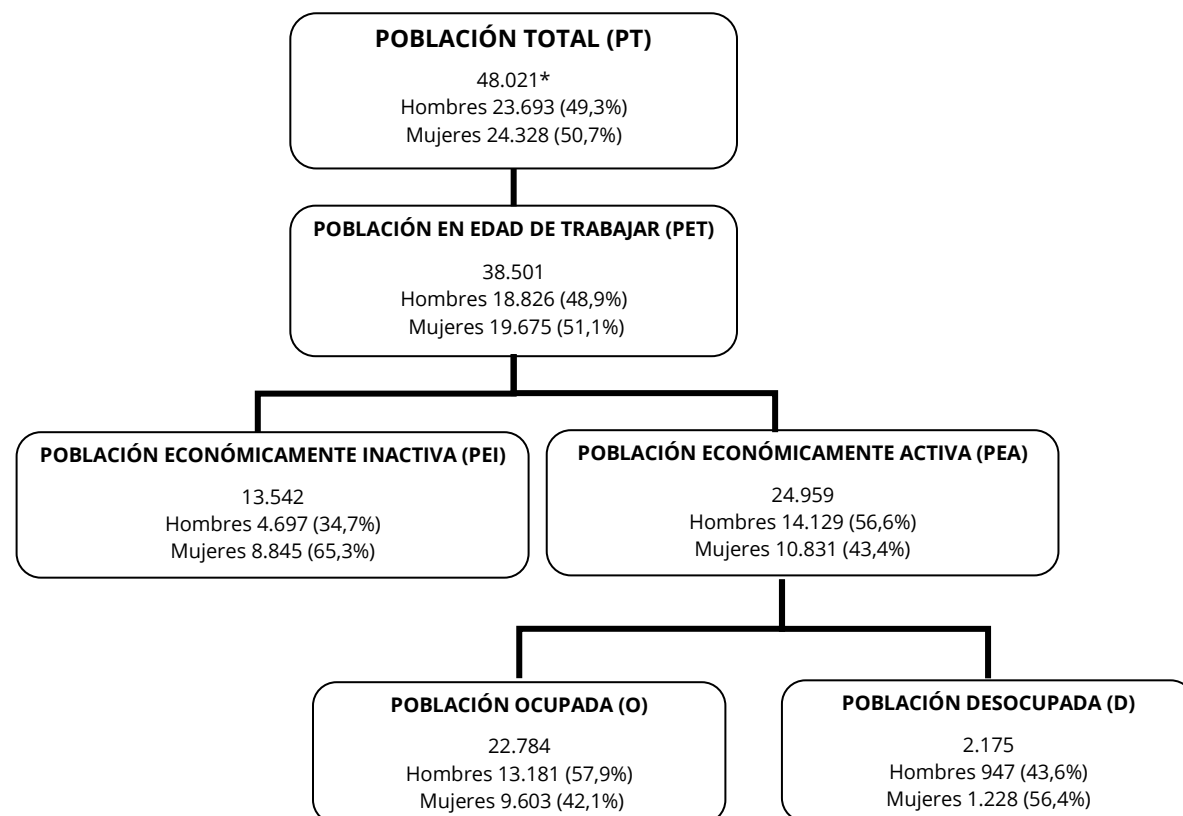 POBLACIÓN TOTAL (PT)
48.021*
Hombres 23.693 (49,3%)
Mujeres 24.328 (50,7%)
POBLACIÓN EN EDAD DE TRABAJAR (PET)
38.501
Hombres 18.826 (48,9%)
Mujeres 19.675 (51,1%)
POBLACIÓN ECONÓMICAMENTE INACTIVA (PEI)
13.542
Hombres 4.697 (34,7%)
Mujeres 8.845 (65,3%)
POBLACIÓN ECONÓMICAMENTE ACTIVA (PEA)
24.959
Hombres 14.129 (56,6%)
Mujeres 10.831 (43,4%)
POBLACIÓN OCUPADA (O)
22.784
Hombres 13.181 (57,9%)
Mujeres 9.603 (42,1%)
POBLACIÓN DESOCUPADA (D)
2.175
Hombres 947 (43,6%)
Mujeres 1.228 (56,4%)